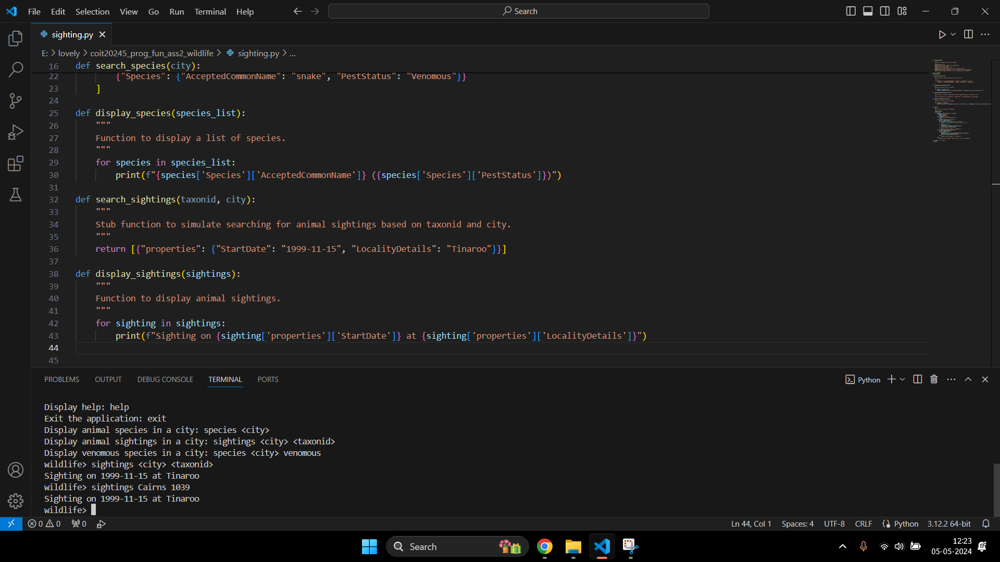 File Edit Selection View Go Run Terminal Help
Search
sighting.py
E: > lovely > coit20245_prog_fun_ass2_wildlife > sighting.py > ...
16 def search_species(city):
22 {"Species": {"AcceptedCommonName": "snake", "PestStatus": "Venomous"}}
23 ]
24
25 def display_species(species_list):
26 """
27 Function to display a list of species.
28 """
29 for species in species_list:
30 print(f"{species['Species']['AcceptedCommonName']} ({species['Species']['PestStatus']})")
31
32 def search_sightings(taxonid, city):
33 """
34 Stub function to simulate searching for animal sightings based on taxonid and city.
35 """
36 return [{"properties": {"StartDate": "1999-11-15", "LocalityDetails": "Tinaroo"}}]
37
38 def display_sightings(sightings):
39 """
40 Function to display animal sightings.
41 """
42 for sighting in sightings:
43 print(f"Sighting on {sighting['properties']['StartDate']} at {sighting['properties']['LocalityDetails']}")
44
45
PROBLEMS OUTPUT DEBUG CONSOLE TERMINAL PORTS
Python
Display help: help
Exit the application: exit
Display animal species in a city: species <city>
Display animal sightings in a city: sightings <city> <taxonid>
Display venomous species in a city: species <city> venomous
wildlife> sightings <city> <taxonid>
Sighting on 1999-11-15 at Tinaroo
wildlife> sightings Cairns 1039
Sighting on 1999-11-15 at Tinaroo
wildlife>
0 0 0
Ln 44, Col 1 Spaces: 4 UTF-8 CRLF Python 3.12.2 64-bit
Search
12:23
05-05-2024